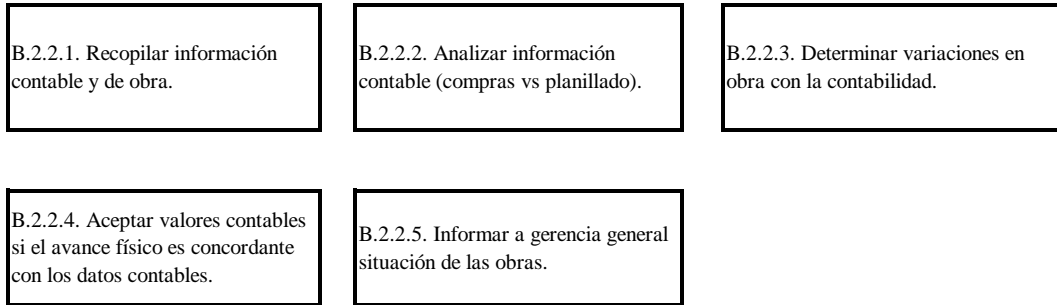 B.2.2.1. Recopilar información
contable y de obra.
B.2.2.2. Analizar información
contable (compras vs planillado).
B.2.2.3. Determinar variaciones en
obra con la contabilidad.
B.2.2.4. Aceptar valores contables
si el avance físico es concordante
con los datos contables.
B.2.2.5. Informar a gerencia general
situación de las obras.